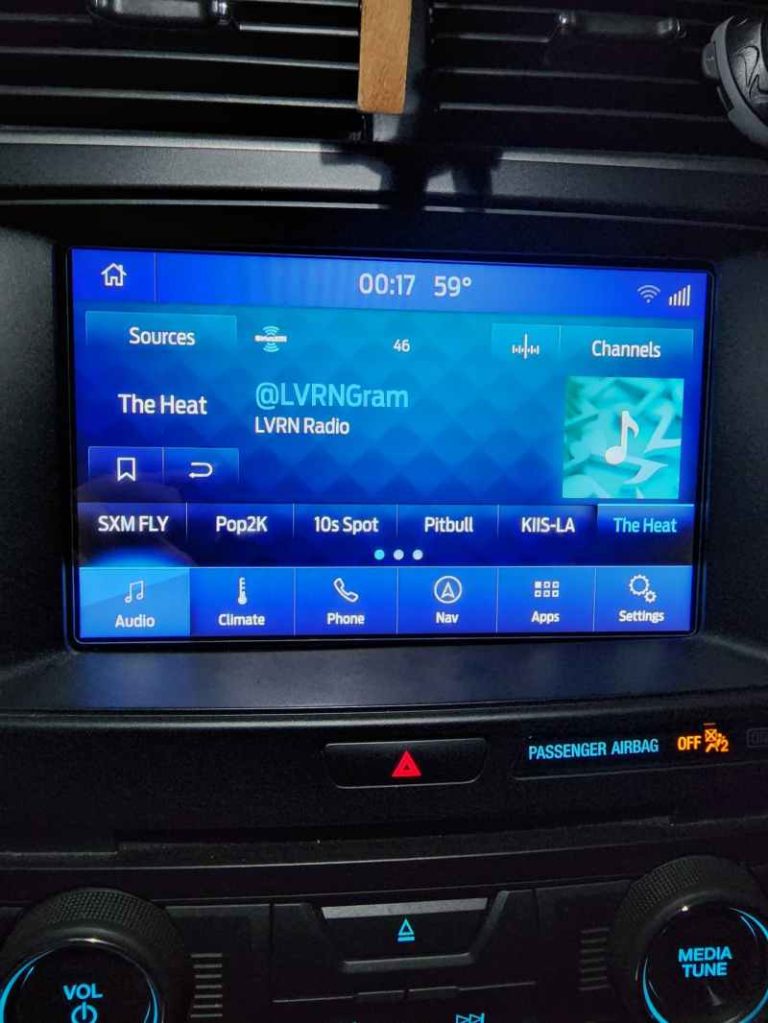 00:17 59°
Sources
46
Channels
The Heat
@LVRNGram
LVRN Radio
SXM FLY
Pop2K
10s Spot
Pitbull
KIIS-LA
The Heat
Audio
Climate
Phone
Nav
Apps
Settings
PASSENGER AIRBAG
OFF
2
VOL
MEDIA
TUNE